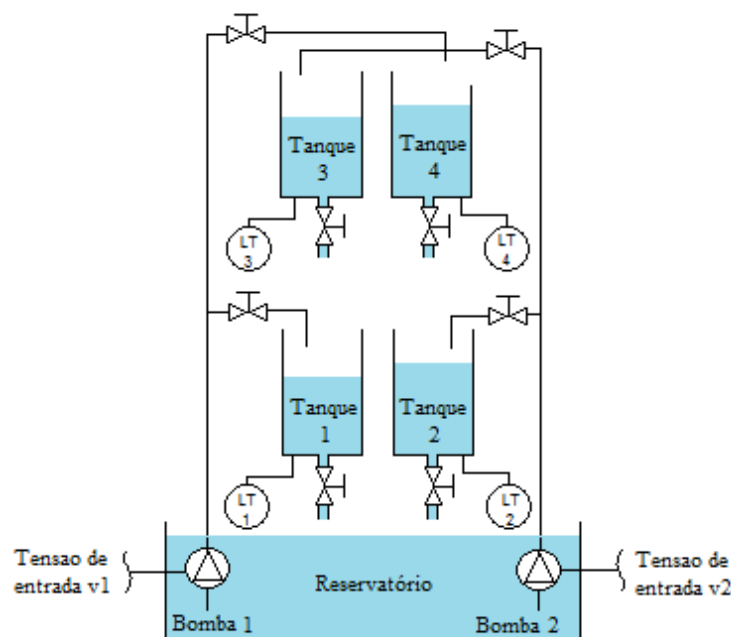 Tanque
3
Tanque
4
LT
3
LT
4
Tanque
1
Tanque
2
LT
1
LT
2
Tensao de
entrada v1
Reservatório
Tensao de
entrada v2
Bomba 1
Bomba 2